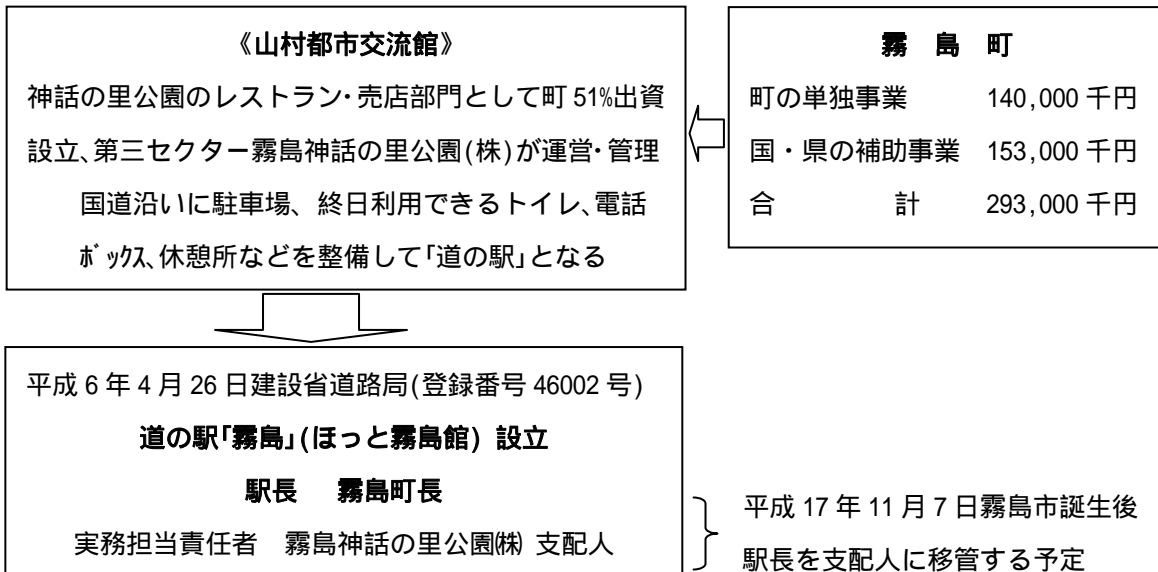 《山村都市交流館》
神話の里公園のレストラン・売店部門として町51%出資
設立、第三セクター霧島神話の里公園(株)が運営・管理
国道沿いに駐車場、終日利用できるトイレ、電話
ﾎﾞｯｸｽ、休憩所などを整備して「道の駅」となる
霧島町
町の単独事業 140,000千円
国・県の補助事業 153,000千円
合計 293,000千円
平成6年4月26日建設省道路局(登録番号46002号)
道の駅「霧島」(ほっと霧島館) 設立
駅長 霧島町長
実務担当責任者 霧島神話の里公園㈱ 支配人
平成17年11月7日霧島市誕生後
駅長を支配人に移管する予定